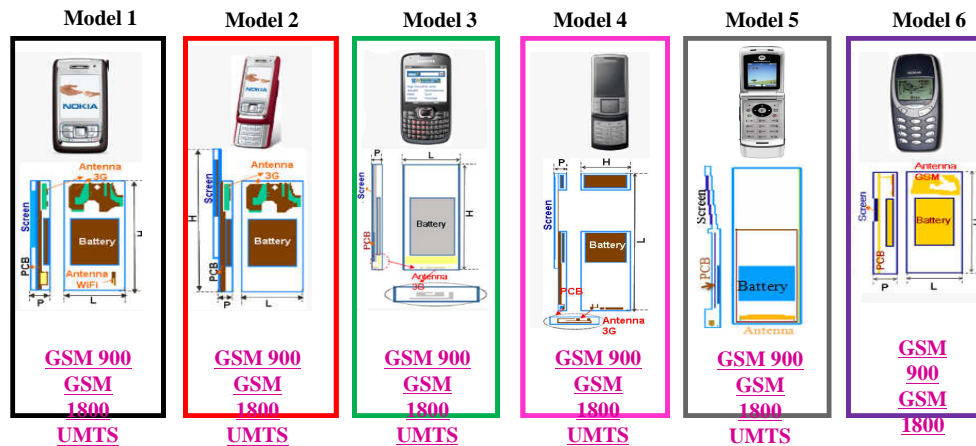 Model 1
Model 2
Model 3
Model 4
Model 5
Model 6
NOKIA
Antenna
3G
Screen
PCB
Battery
Antenna
WiFi
H
L
P
GSM 900
GSM
1800
UMTS
NOKIA
Antenna
3G
Screen
PCB
Battery
H
L
P
GSM 900
GSM
1800
UMTS
P
L
Screen
PCB
Battery
H
Antenna
3G
GSM 900
GSM
1800
UMTS
P
H
Screen
Battery
L
PCB
Antenna
3G
GSM 900
GSM
1800
UMTS
Screen
PCB
Battery
Antenna
GSM 900
GSM
1800
UMTS
NOKIA
Antenna
GSM
Screen
PCB
Battery
H
P
L
GSM
900
GSM
1800